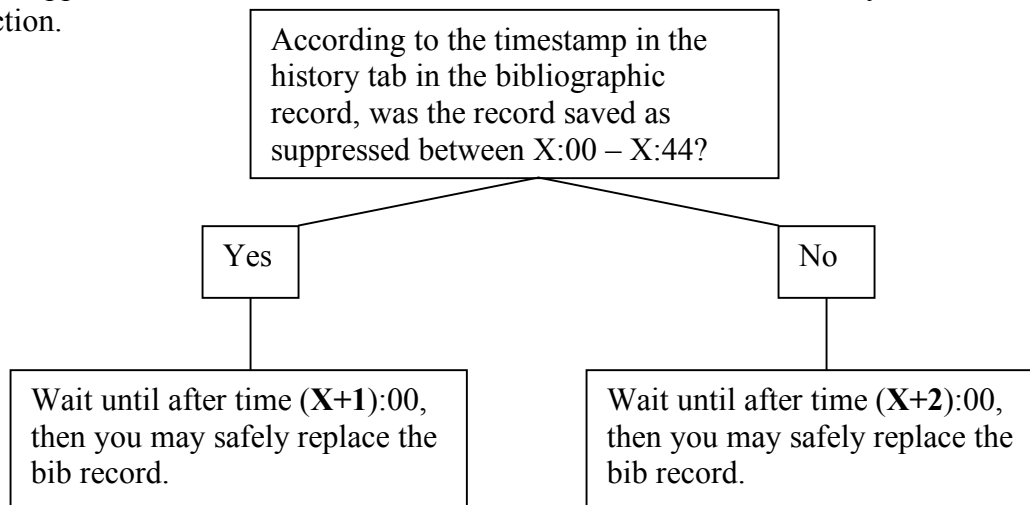 ction.
According to the timestamp in the
history tab in the bibliographic
record, was the record saved as
suppressed between X:00 – X:44?
Yes
No
Wait until after time (X+1):00,
then you may safely replace the
bib record.
Wait until after time (X+2):00,
then you may safely replace the
bib record.